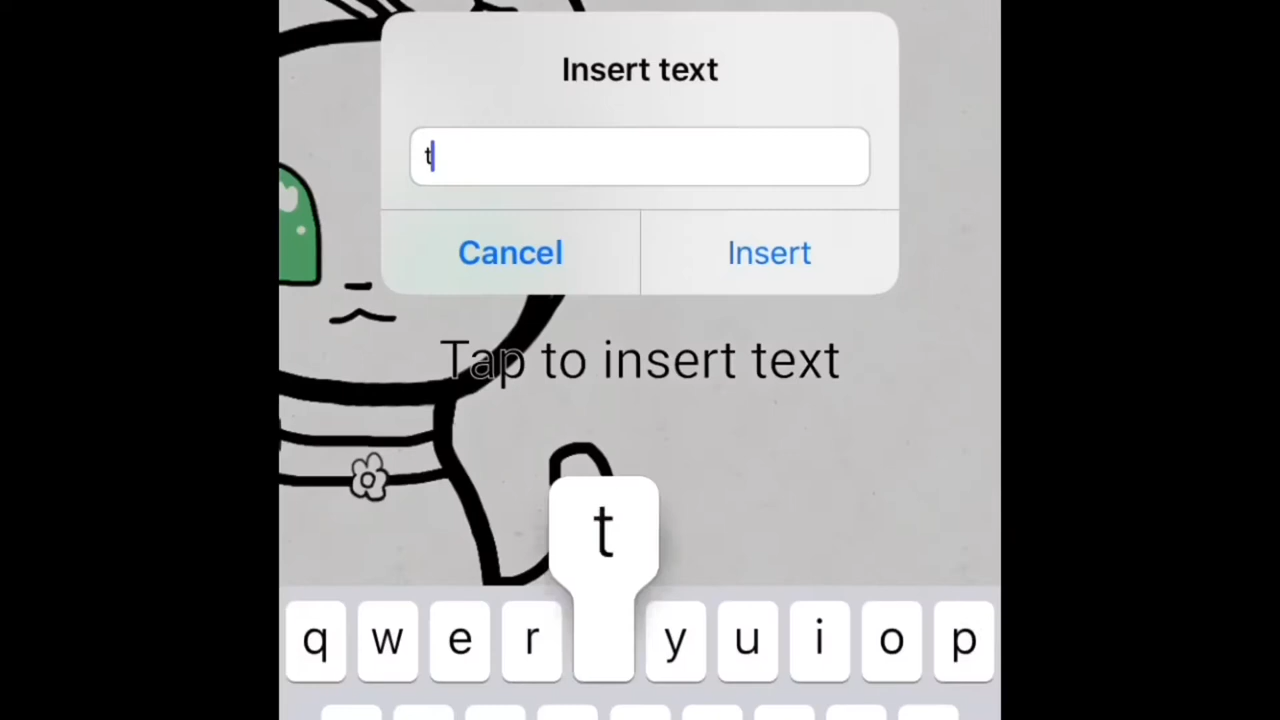 Insert text
t
Cancel Insert
Tap to insert text
t
q w e r y u i o p